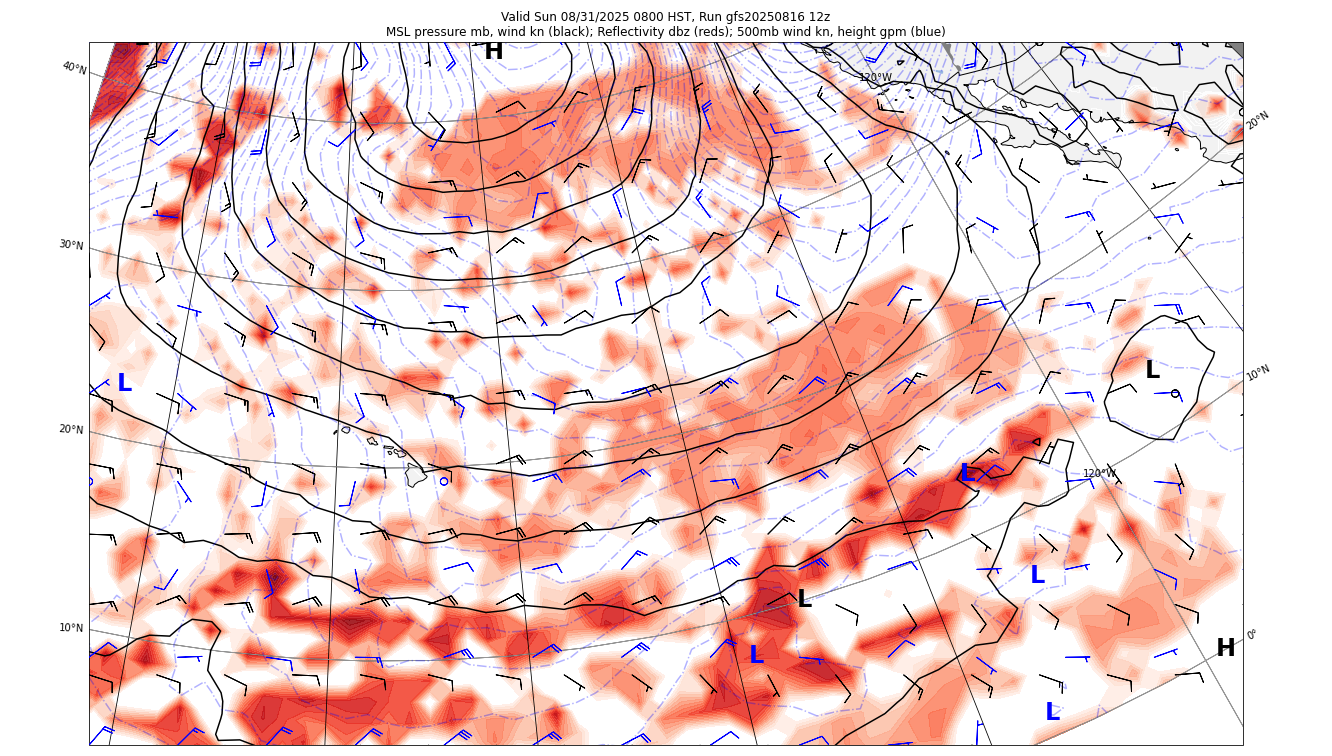 Valid Sun 08/31/2025 0800 HST, Run gfs20250816 12z
MSL pressure mb, wind kn (black); Reflectivity dbz (reds); 500mb wind kn, height gpm (blue)
H
40°N
120°W
20°N
30°N
L
L
10°N
20°N
L
120°W
L
L
10°N
L
H
0°
L